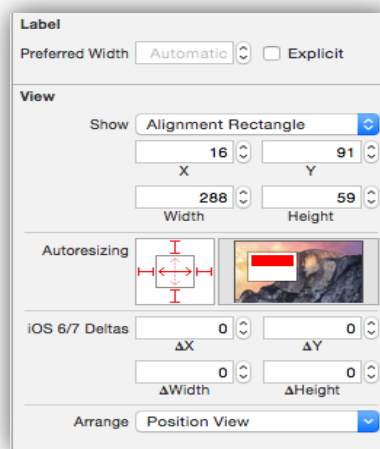 Label
Preferred Width Automatic Explicit
View
Show Alignment Rectangle
16 91
X Y
288 59
Width Height
Autoresizing
iOS 6/7 Deltas 0 0
ΔX ΔY
0 0
ΔWidth ΔHeight
Arrange Position View